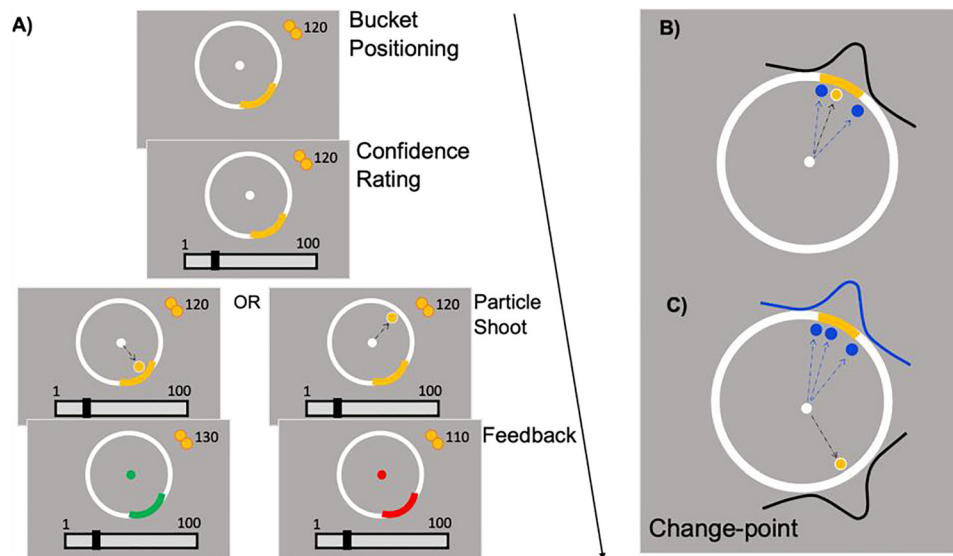 A)
120
Bucket
Positioning
120
Confidence
Rating
1
100
120
OR
120
Particle
Shoot
1
100
1
100
130
110
Feedback
1
100
1
100
B)
C)
Change-point